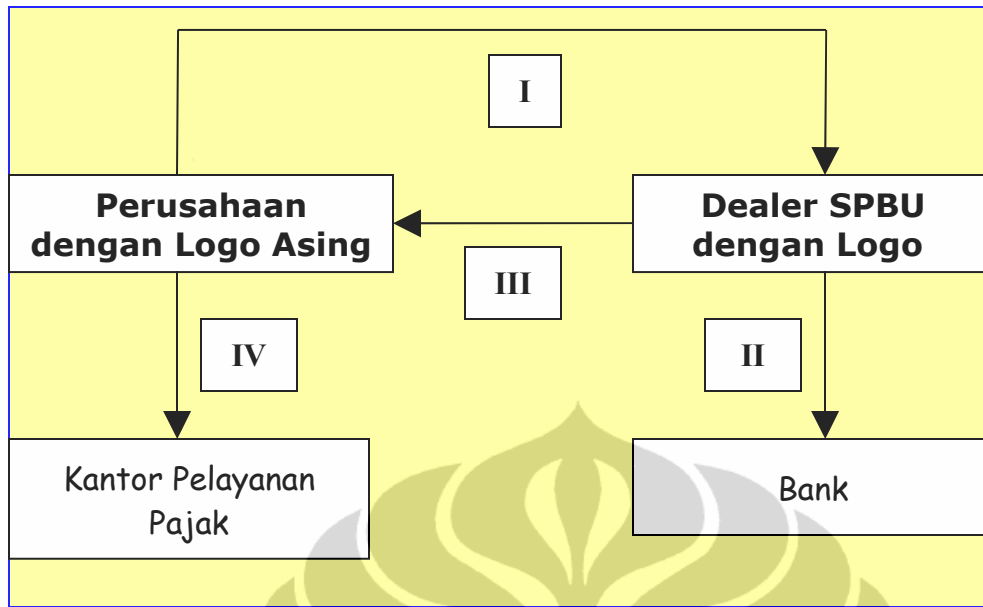 I
Perusahaan
dengan Logo Asing
Dealer SPBU
dengan Logo
III
IV
II
Kantor Pelayanan
Pajak
Bank